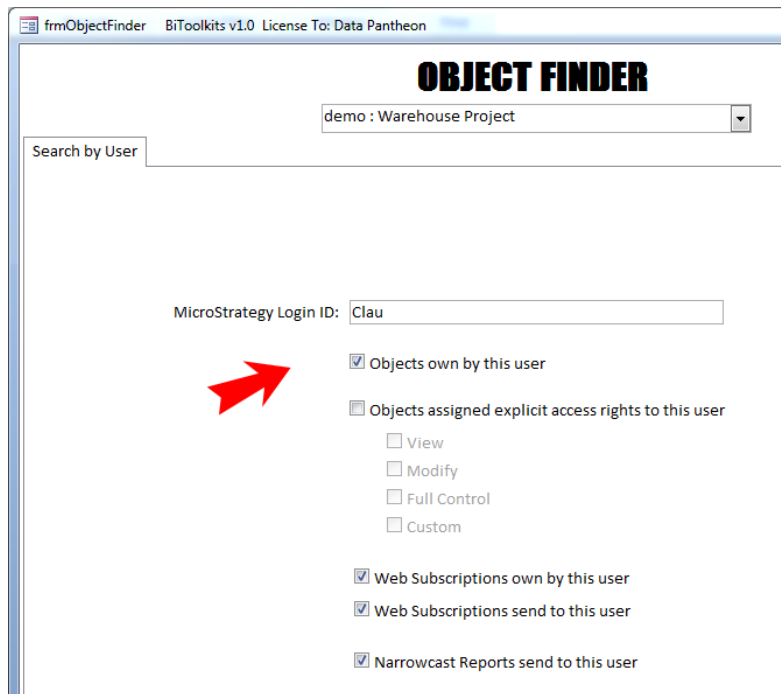 frmObjectFinder BiToolkits v1.0 License To: Data Pantheon
OBJECT FINDER
demo : Warehouse Project
Search by User
MicroStrategy Login ID: Clau
Objects own by this user
Objects assigned explicit access rights to this user
View
Modify
Full Control
Custom
Web Subscriptions own by this user
Web Subscriptions send to this user
Narrowcast Reports send to this user